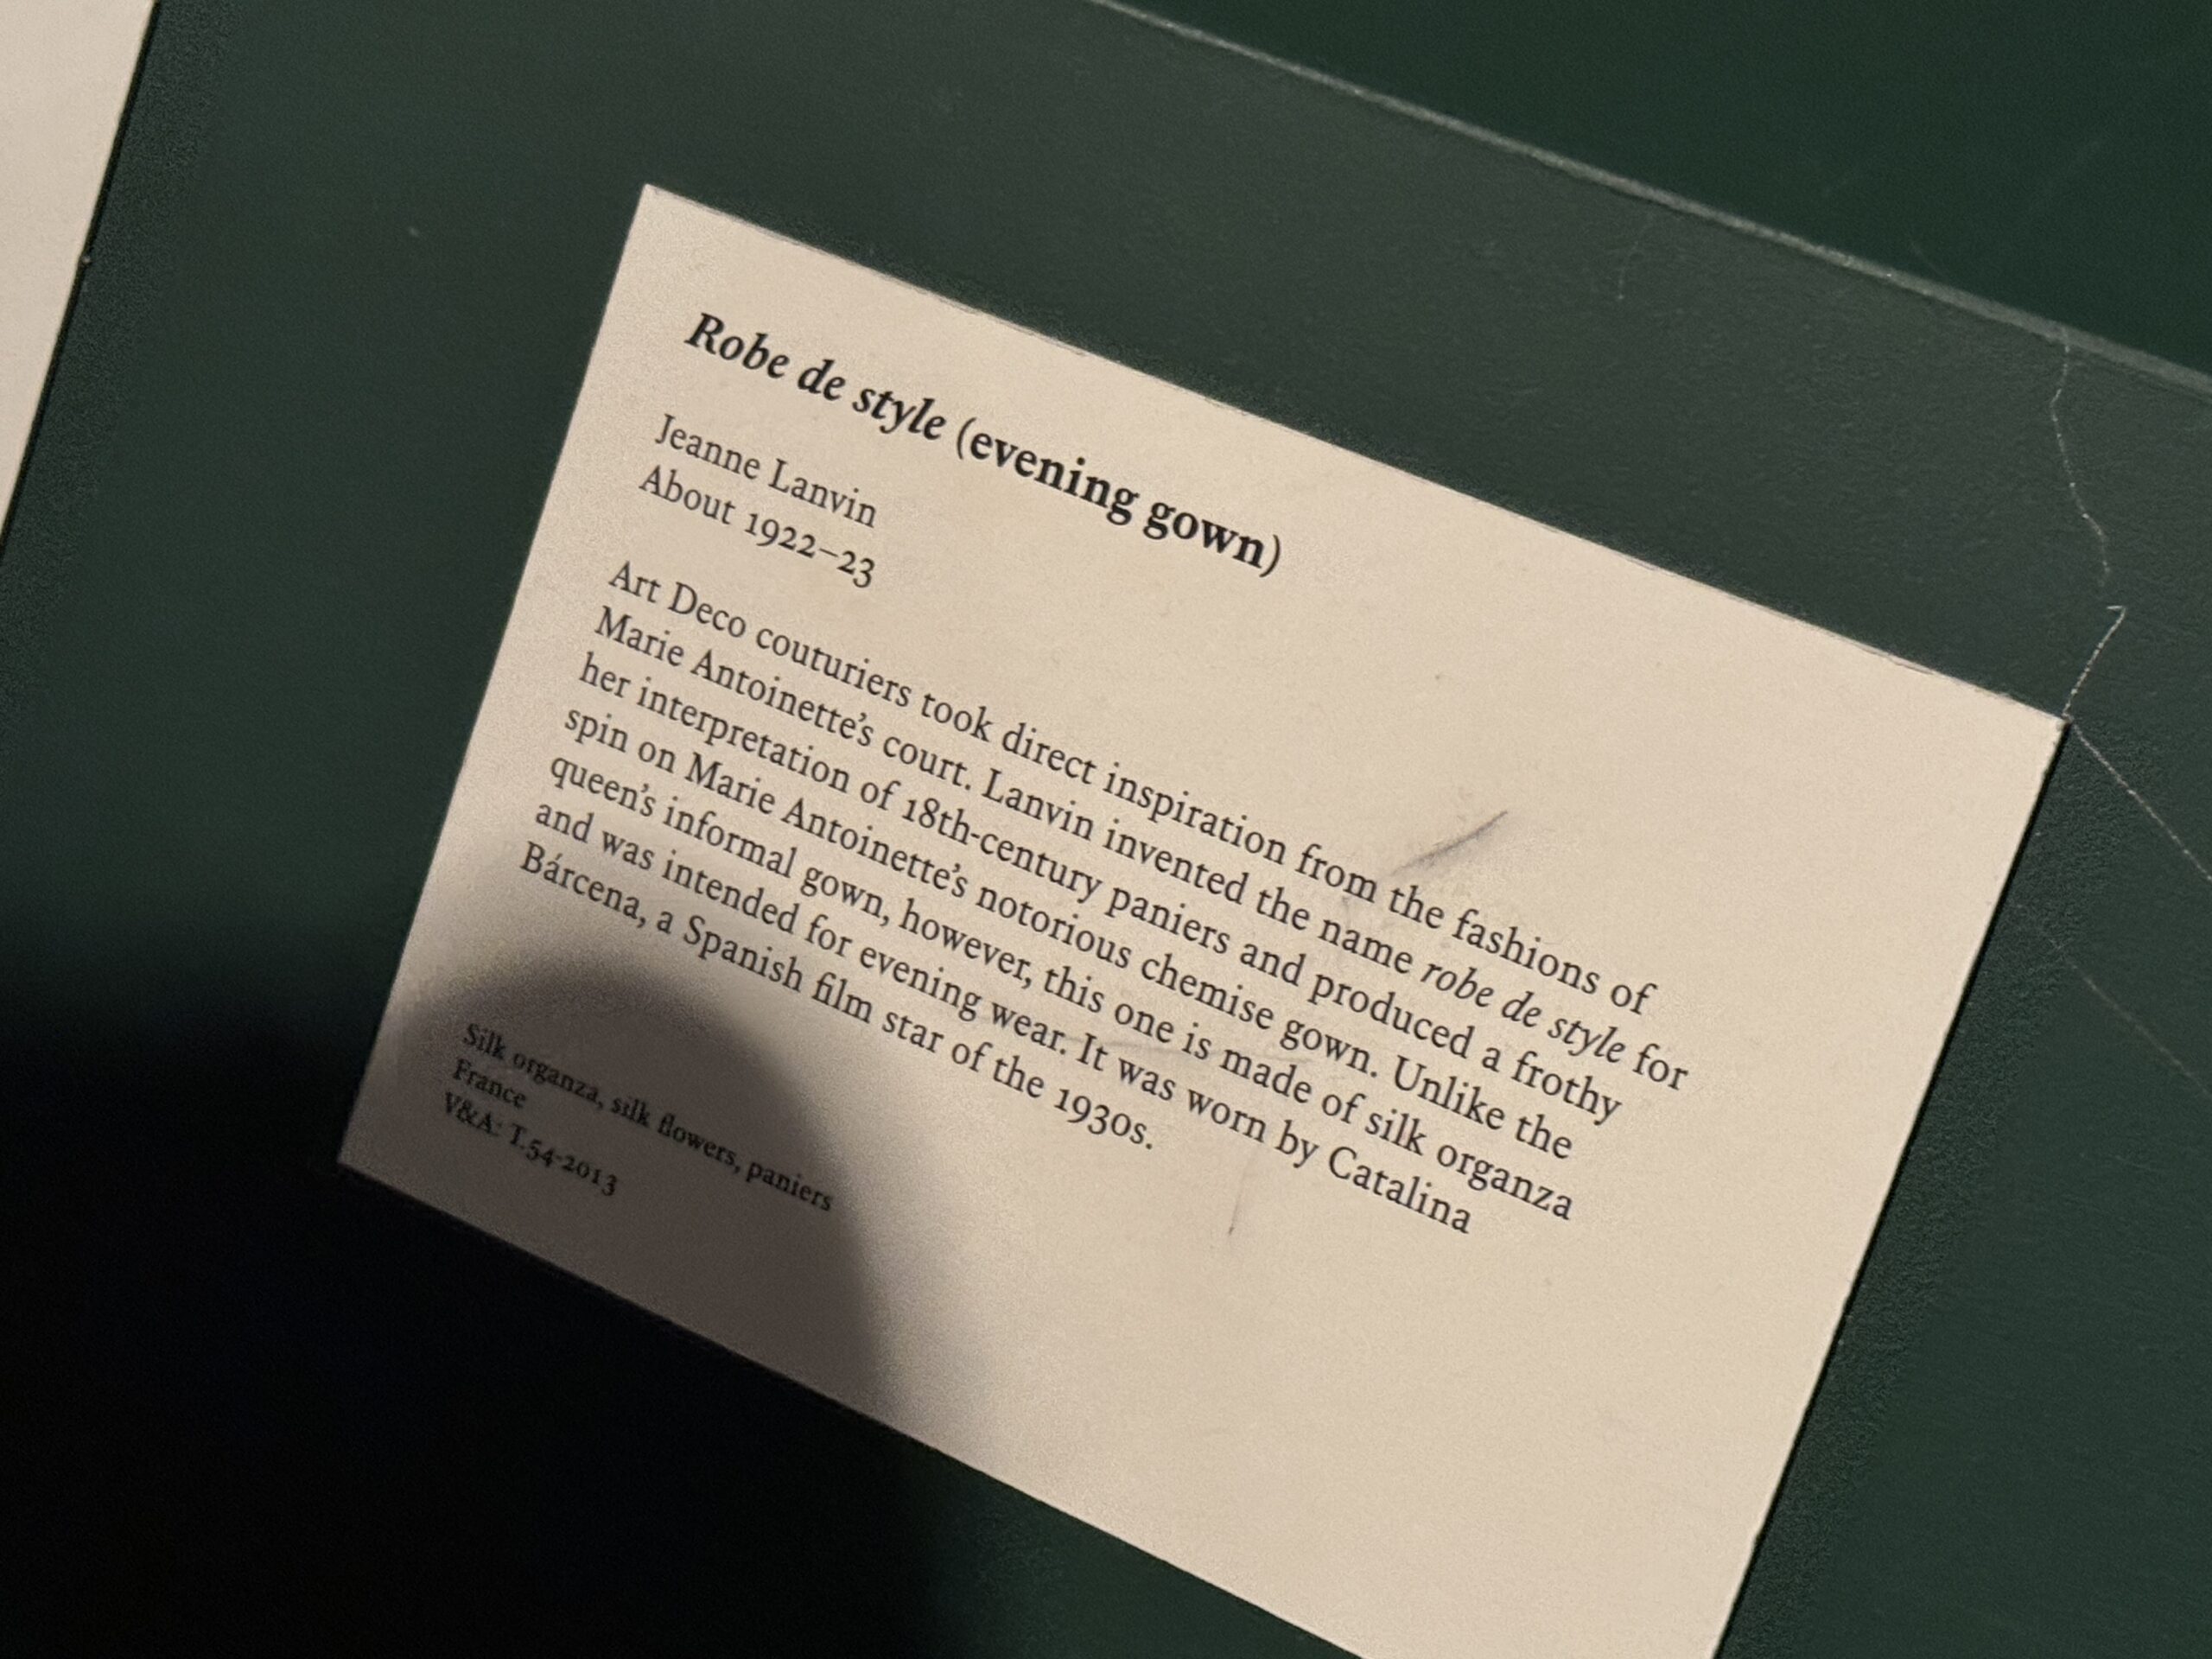 Robe de style (evening gown)
Jeanne Lanvin
About 1922–23
Art Deco couturiers took direct inspiration from the fashions of
Marie Antoinette’s court. Lanvin invented the name robe de style for
her interpretation of 18th-century paniers and produced a frothy
spin on Marie Antoinette’s notorious chemise gown. Unlike the
queen’s informal gown, however, this one is made of silk organza
and was intended for evening wear. It was worn by Catalina
Bárcena, a Spanish film star of the 1930s.
Silk organza, silk flowers, paniers
France
V&A: T.54-2013